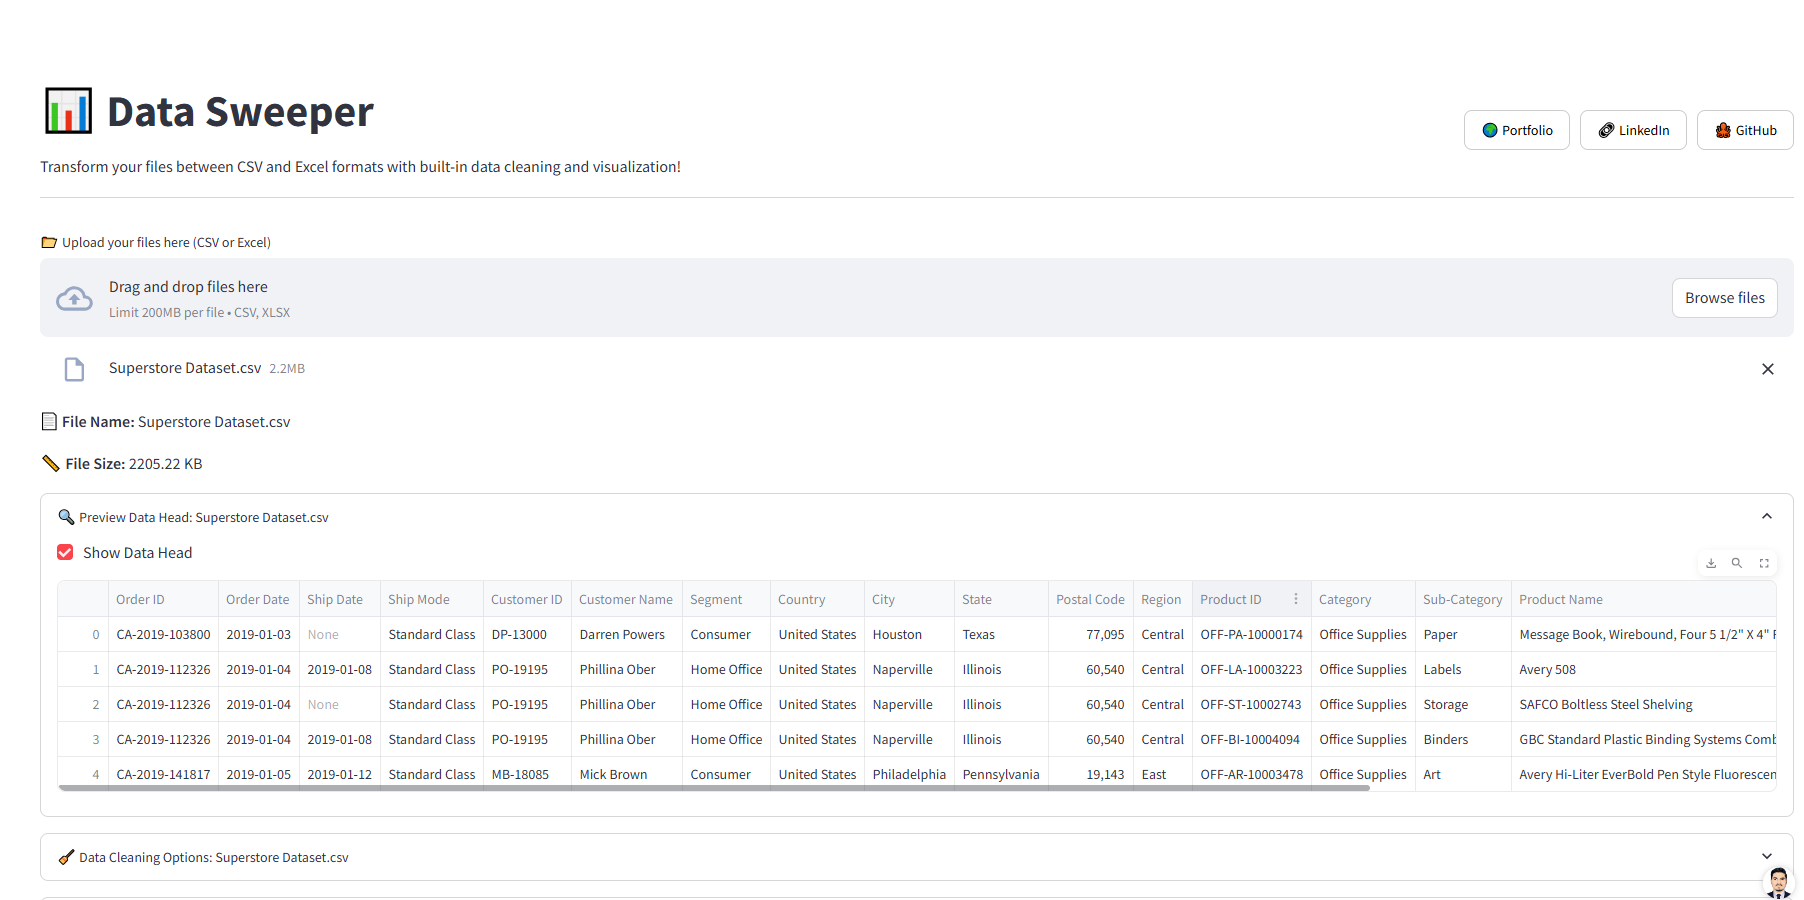 Data Sweeper
Portfolio
LinkedIn
GitHub
Transform your files between CSV and Excel formats with built-in data cleaning and visualization!
Upload your files here (CSV or Excel)
Drag and drop files here
Limit 200MB per file • CSV, XLSX
Browse files
Superstore Dataset.csv 2.2MB
File Name: Superstore Dataset.csv
File Size: 2205.22 KB
Preview Data Head: Superstore Dataset.csv
Show Data Head
Order ID Order Date Ship Date Ship Mode Customer ID Customer Name Segment Country City State Postal Code Region Product ID Category Sub-Category Product Name
0 CA-2019-103800 2019-01-03 None Standard Class DP-13000 Darren Powers Consumer United States Houston Texas 77,095 Central OFF-PA-10000174 Office Supplies Paper Message Book, Wirebound, Four 5 1/2" X 4"
1 CA-2019-112326 2019-01-04 2019-01-08 Standard Class PO-19195 Phillina Ober Home Office United States Naperville Illinois 60,540 Central OFF-LA-10003223 Office Supplies Labels Avery 508
2 CA-2019-112326 2019-01-04 None Standard Class PO-19195 Phillina Ober Home Office United States Naperville Illinois 60,540 Central OFF-ST-10002743 Office Supplies Storage SAFCO Boltless Steel Shelving
3 CA-2019-112326 2019-01-04 2019-01-08 Standard Class PO-19195 Phillina Ober Home Office United States Naperville Illinois 60,540 Central OFF-BI-10004094 Office Supplies Binders GBC Standard Plastic Binding Systems Comb
4 CA-2019-141817 2019-01-05 2019-01-12 Standard Class MB-18085 Mick Brown Consumer United States Philadelphia Pennsylvania 19,143 East OFF-AR-10003478 Office Supplies Art Avery Hi-Liter EverBold Pen Style Fluorescen
Data Cleaning Options: Superstore Dataset.csv